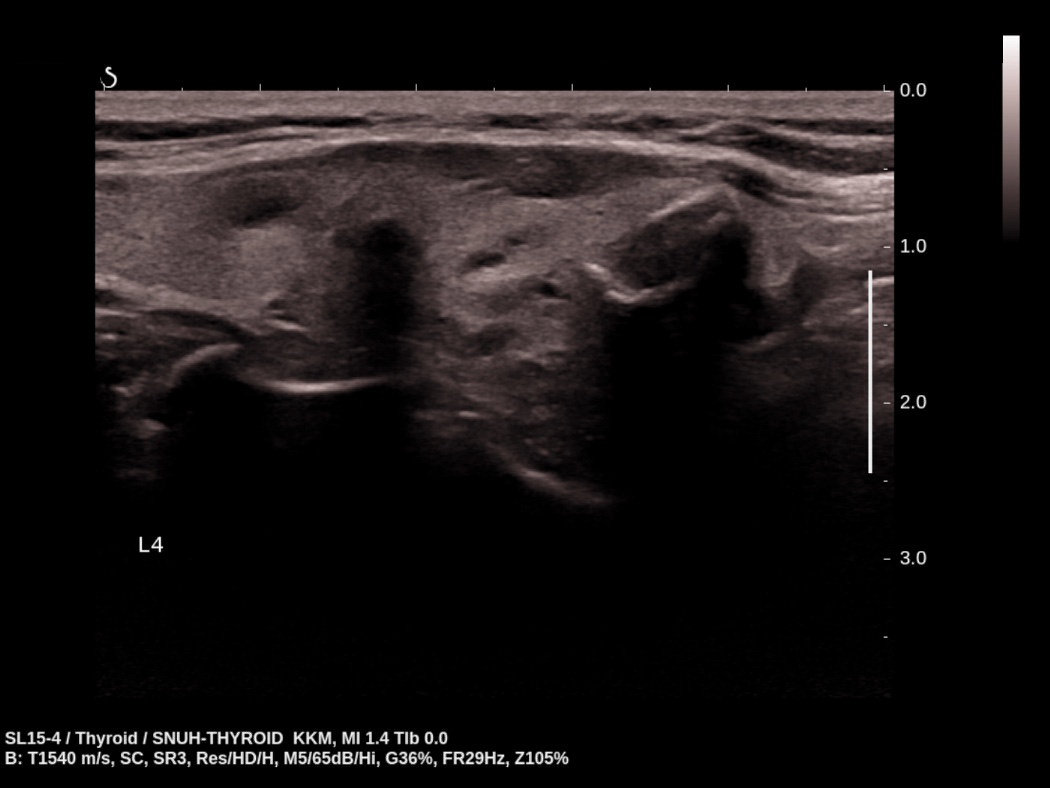 S
0.0
1.0
2.0
3.0
L4
SL15-4 / Thyroid / SNUH-THYROID KKM, MI 1.4 TIb 0.0
B: T1540 m/s, SC, SR3, Res/HD/H, M5/65dB/Hi, G36%, FR29Hz, Z105%